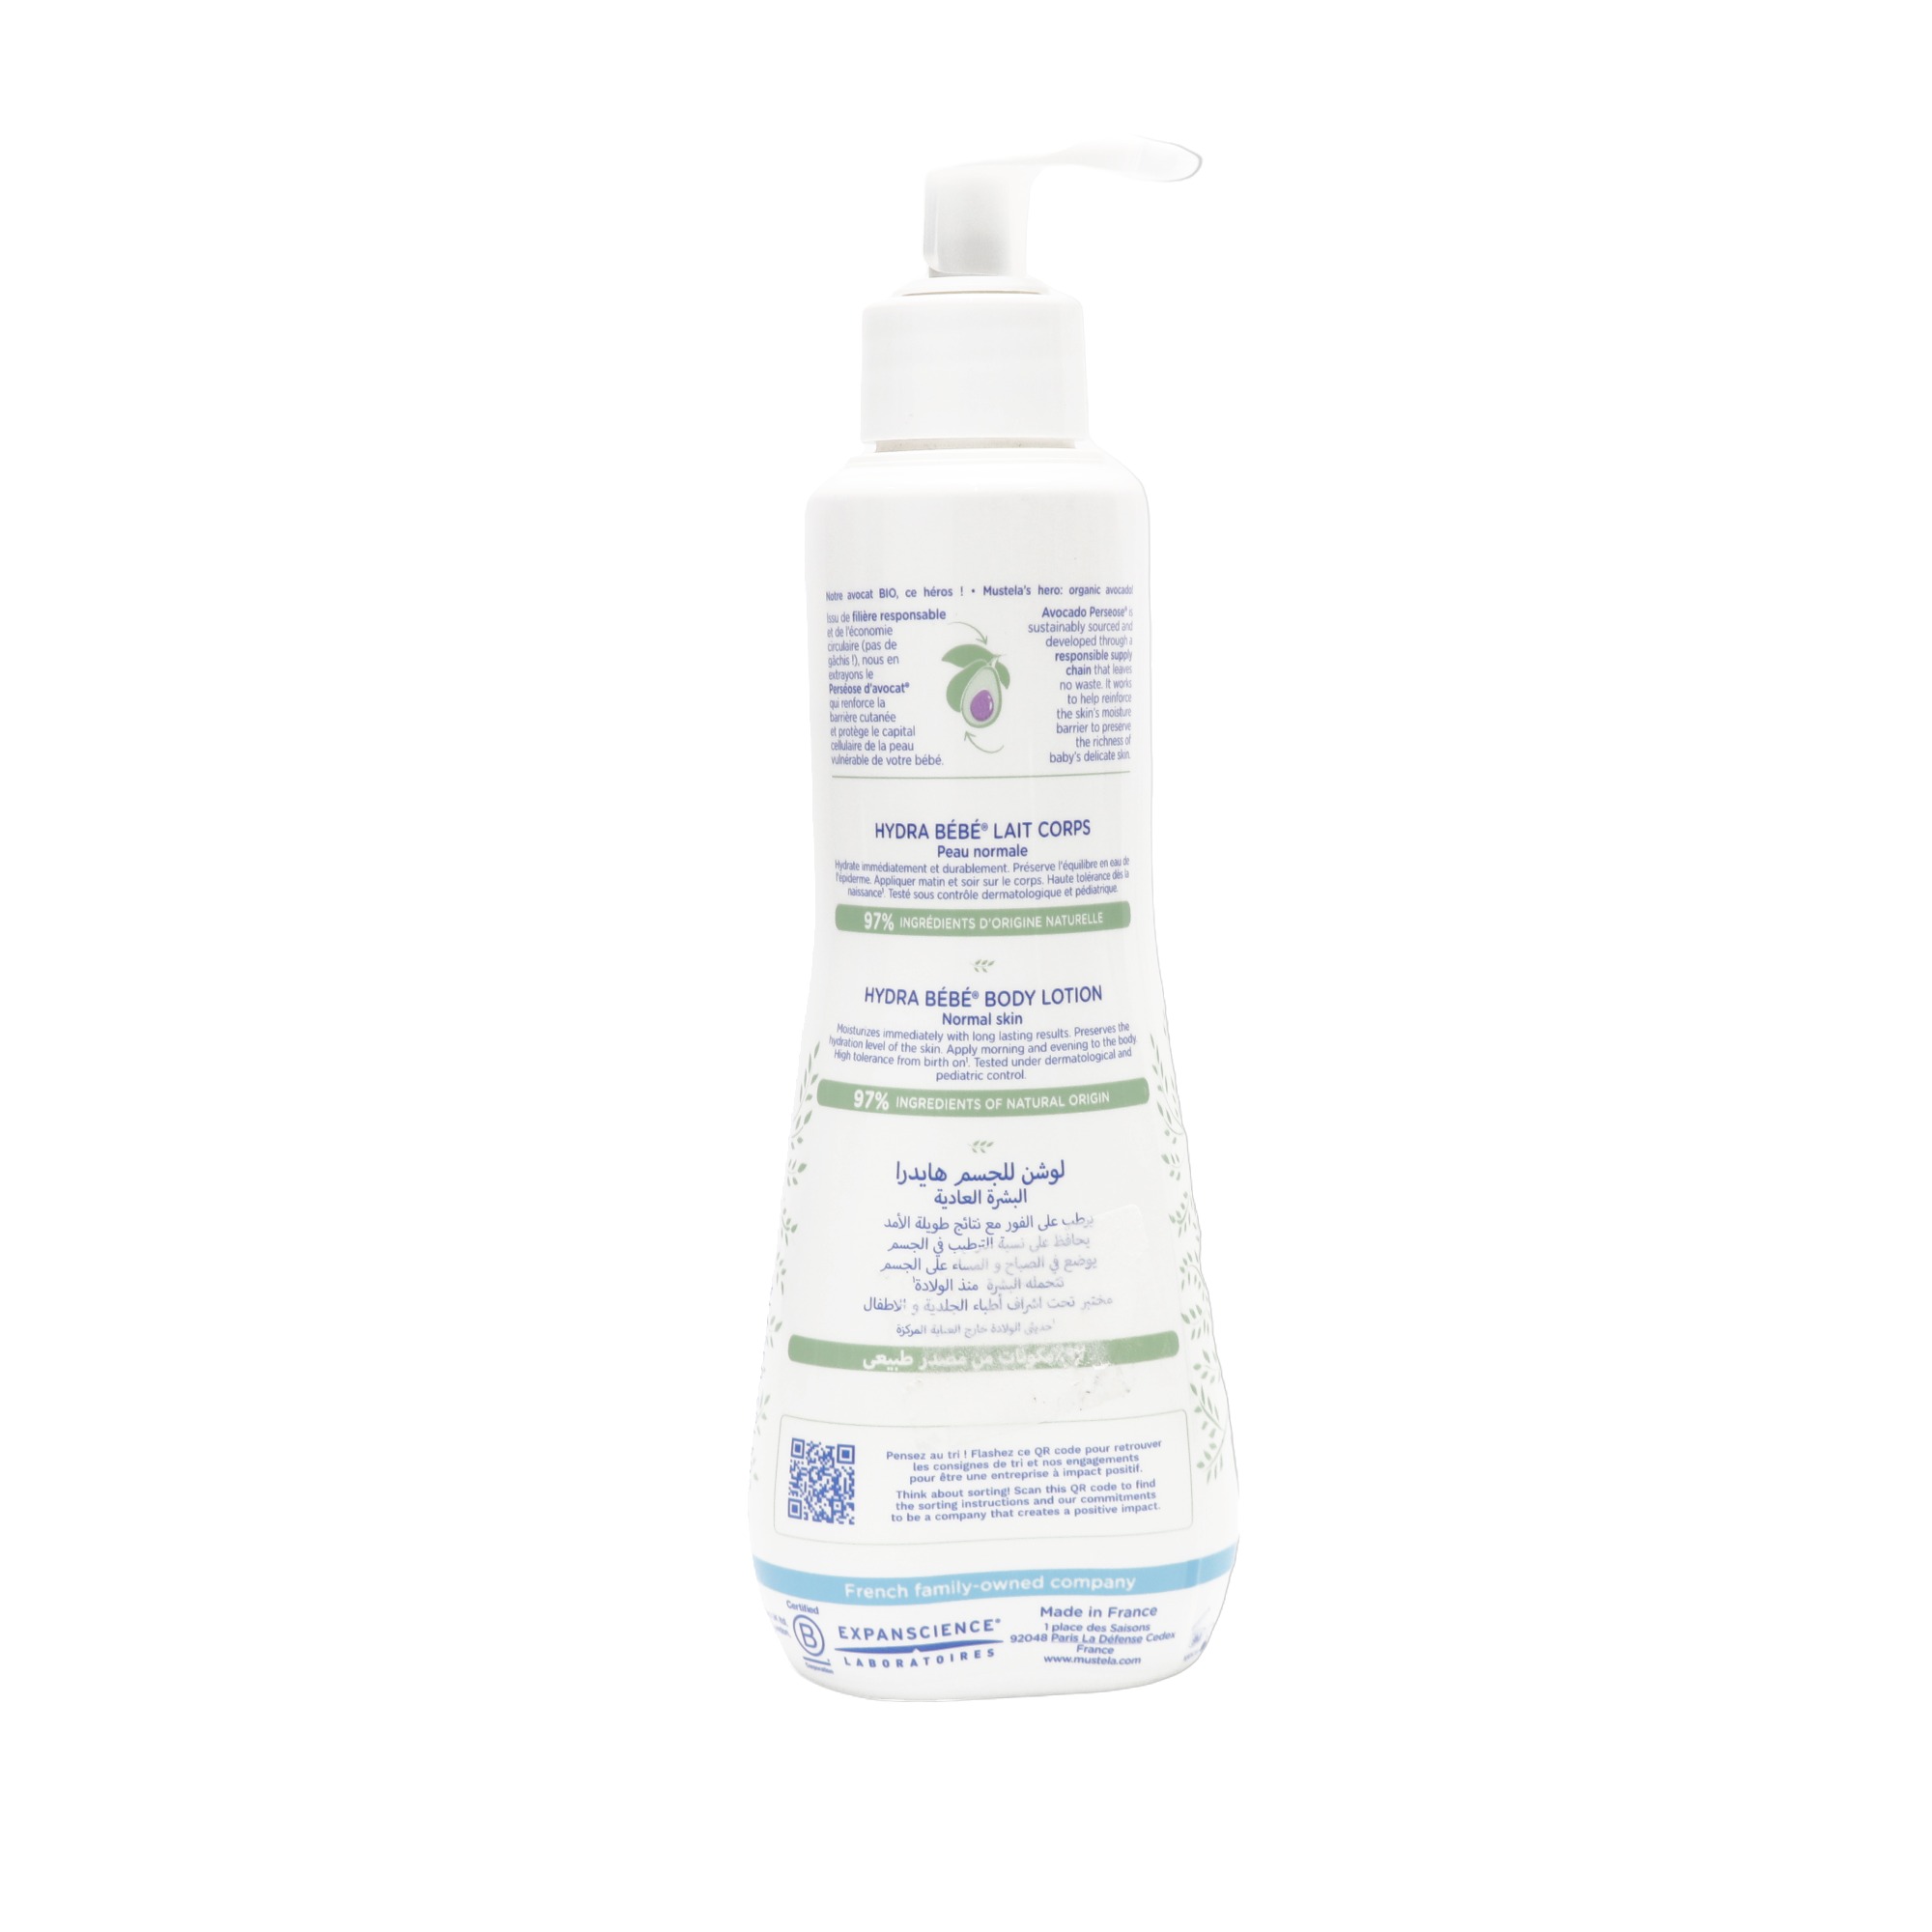 Notre avocat BIO, ce héros ! • Mustela's hero: organic avocado!
Issu de filière responsable
et de l'économie
circulaire (pas de
gâchis !), nous en
extrayons le
Perséose d'avocat®
qui renforce la
barrière cutanée
et protège le capital
cellulaire de la peau
vulnérable de votre bébé.
Avocado Perseose® is
sustainably sourced and
developed through a
responsible supply
chain that leaves
no waste. It works
to help reinforce
the skin's moisture
barrier to preserve
the richness of
baby's delicate skin.
HYDRA BÉBÉ® LAIT CORPS
Peau normale
Hydrate immédiatement et durablement. Préserve l'équilibre en eau de
l'épiderme. Appliquer matin et soir sur le corps. Haute tolérance dès la
naissance¹. Testé sous contrôle dermatologique et pédiatrique.
97% INGRÉDIENTS D'ORIGINE NATURELLE
HYDRA BÉBÉ® BODY LOTION
Normal skin
Moisturizes immediately with long lasting results. Preserves the
hydration level of the skin. Apply morning and evening to the body.
High tolerance from birth on¹. Tested under dermatological and
pediatric control.
97% INGREDIENTS OF NATURAL ORIGIN
لوشن للجسم هايدرا
البشرة العادية
يرطب على الفور مع نتائج طويلة الأمد
يحافظ على نسبة الترطيب في الجسم
يوضع في الصباح و المساء على الجسم
تتحمله البشرة منذ الولادة¹
مختبر تحت اشراف أطباء الجلدية و الاطفال
¹حديثي الولادة خارج العناية المركزة
مكونات من مصدر طبيعي
Pensez au tri ! Flashez ce QR code pour retrouver
les consignes de tri et nos engagements
pour être une entreprise à impact positif.
Think about sorting! Scan this QR code to find
the sorting instructions and our commitments
to be a company that creates a positive impact.
French family-owned company
Certified
B
Corporation
EXPANSCIENCE®
LABORATOIRES
Made in France
1 place des Saisons
92048 Paris La Défense Cedex
France
www.mustela.com